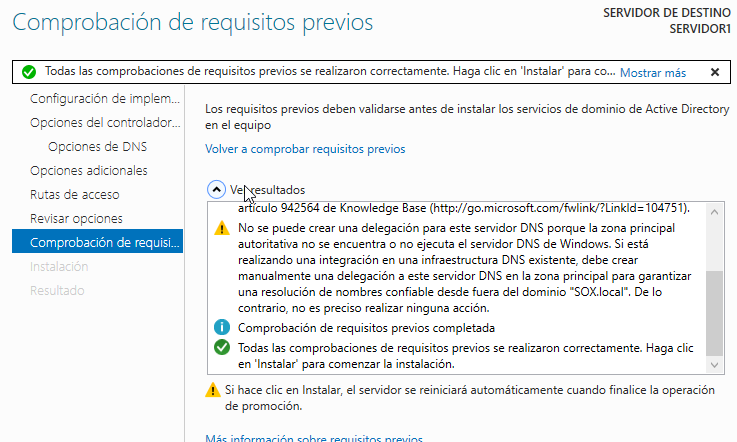 Comprobación de requisitos previos
SERVIDOR DE DESTINO
SERVIDOR1
Todas las comprobaciones de requisitos previos se realizaron correctamente. Haga clic en 'Instalar' para co... Mostrar más
Configuración de implem...
Opciones del controlador...
Opciones de DNS
Opciones adicionales
Rutas de acceso
Revisar opciones
Comprobación de requisi...
Instalación
Resultado
Los requisitos previos deben validarse antes de instalar los servicios de dominio de Active Directory
en el equipo
Volver a comprobar requisitos previos
Ver resultados
artículo 942564 de Knowledge Base (http://go.microsoft.com/fwlink/?LinkId=104751).
No se puede crear una delegación para este servidor DNS porque la zona principal
autoritativa no se encuentra o no ejecuta el servidor DNS de Windows. Si está
realizando una integración en una infraestructura DNS existente, debe crear
manualmente una delegación a este servidor DNS en la zona principal para garantizar
una resolución de nombres confiable desde fuera del dominio "SOX.local". De lo
contrario, no es preciso realizar ninguna acción.
Comprobación de requisitos previos completada
Todas las comprobaciones de requisitos previos se realizaron correctamente. Haga clic
en 'Instalar' para comenzar la instalación.
Si hace clic en Instalar, el servidor se reiniciará automáticamente cuando finalice la operación
de promoción.
Más información sobre requisitos previos